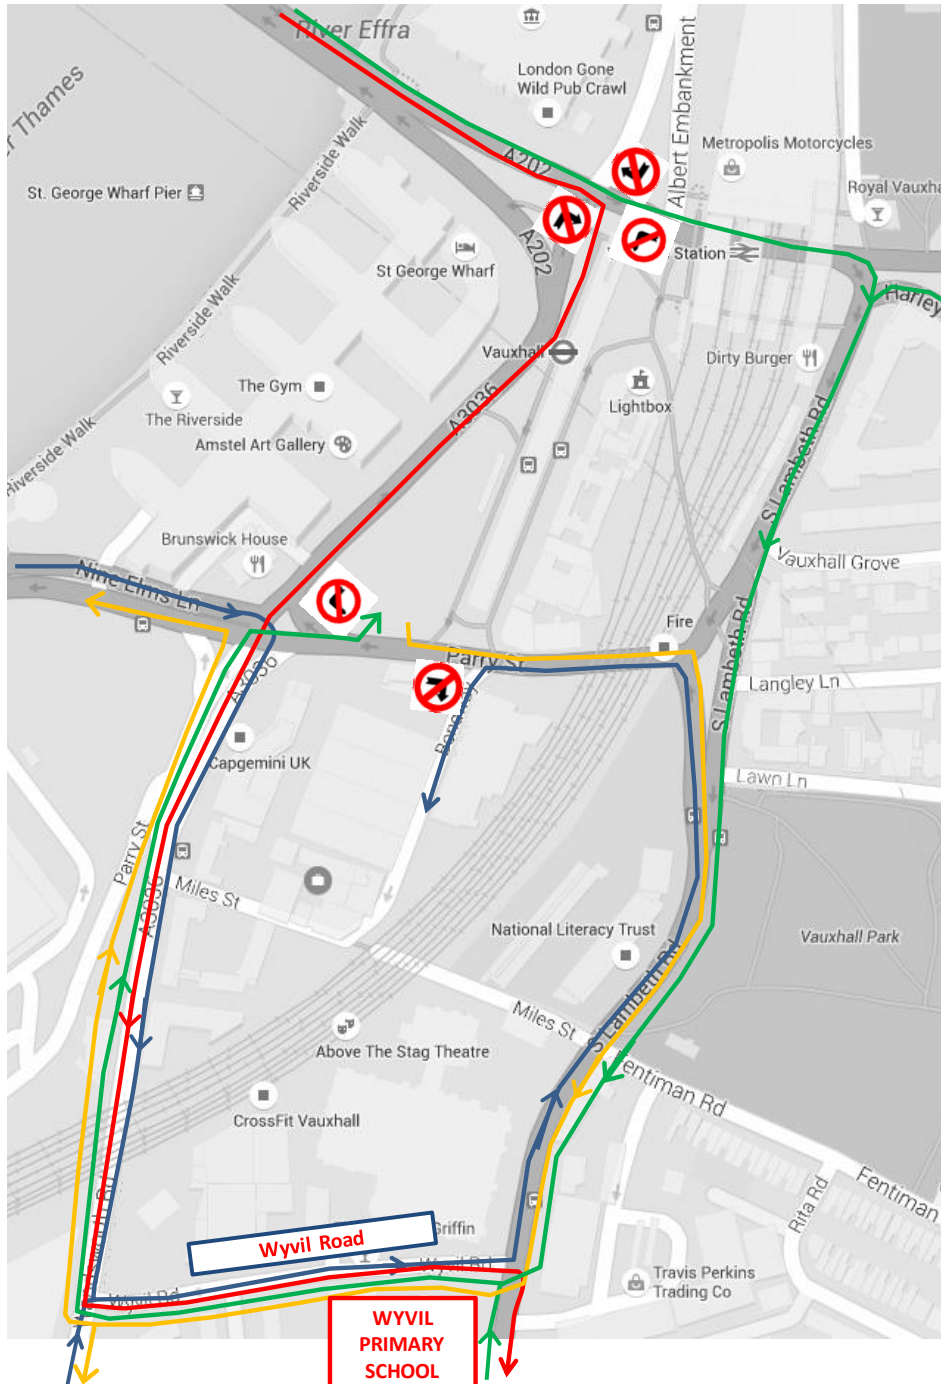 River Effra
London Gone
Wild Pub Crawl
Albert Embankment
er Thames
Riverside Walk
A202
Metropolis Motorcycles
St. George Wharf Pier
Royal Vauxha
A202
St George Wharf
Station
Harley
Riverside Walk
Vauxhall
Dirty Burger
The Gym
Lightbox
A3036
The Riverside
Amstel Art Gallery
S Lambeth Rd
Riverside Walk
Brunswick House
Vauxhall Grove
Nine Elms Ln
Fire
Parry St
S Lambeth Rd
A3036
Langley Ln
Capgemini UK
Lawn Ln
Parry St
A3036
Miles St
National Literacy Trust
Vauxhall Park
S Lambeth Rd
Miles St
Above The Stag Theatre
Fentiman Rd
CrossFit Vauxhall
Fentiman
Rita Rd
Griffin
Wyvil Road
Wyvil Rd
Wyvil Rd
Travis Perkins
Trading Co
WYVIL
PRIMARY
SCHOOL